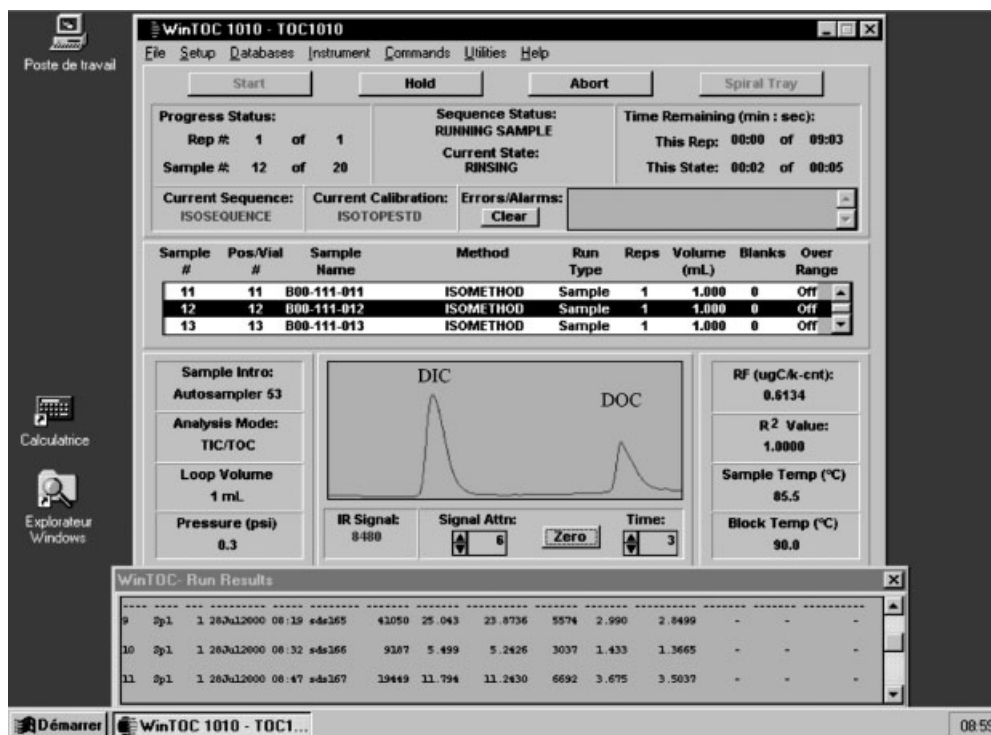 Poste de travail
WinTOC 1010 - TOC1010
File Setup Databases Instrument Commands Utilities Help
Start Hold Abort Spiral Tray
Progress Status:
Rep #: 1 of 1
Sample #: 12 of 20
Sequence Status:
RUNNING SAMPLE
Current State:
RINSING
Time Remaining (min : sec):
This Rep: 00:00 of 09:03
This State: 00:02 of 00:05
Current Sequence:
ISOSEQUENCE
Current Calibration:
ISOTOPESTD
Errors/Alarms:
Clear
Sample # Pos/Vial # Sample Name Method Run Type Reps Volume (mL) Blanks Over Range
11 11 B00-111-011 ISOMETHOD Sample 1 1.000 0 Off
12 12 B00-111-012 ISOMETHOD Sample 1 1.000 0 Off
13 13 B00-111-013 ISOMETHOD Sample 1 1.000 0 Off
Sample Intro:
Autosampler 53
Analysis Mode:
TIC/TOC
Loop Volume
1 mL
Pressure (psi)
0.3
DIC
DOC
IR Signal:
8480
Signal Attn:
6
Zero
Time:
3
RF (ugC/k-cnt):
0.6134
R2 Value:
1.0000
Sample Temp (°C)
85.5
Block Temp (°C)
90.0
Calculatrice
Explorateur
Windows
WinTOC- Run Results
9 Spl 1 28Jul2000 08:19 sds165 41050 25.043 23.8736 5574 2.990 2.8499 - - -
10 Spl 1 28Jul2000 08:32 sds166 9187 5.499 5.2426 3037 1.433 1.3665 - - -
11 Spl 1 28Jul2000 08:47 sds167 19449 11.794 11.2430 6692 3.675 3.5037 - - -
Démarrer WinTOC 1010 - TOC1... 08:59